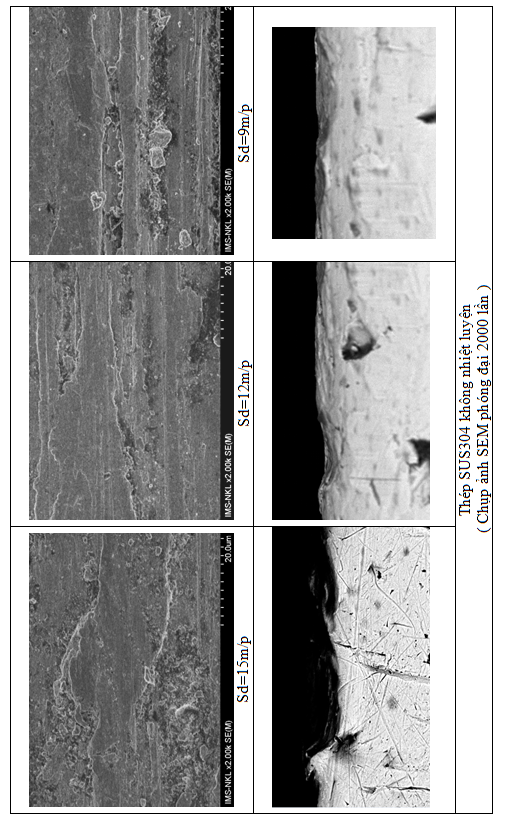 IMS-NKL x2.00k SE(M) 20.0um
IMS-NKL x2.00k SE(M)
IMS-NKL x2.00k SE(M)
Sd=15m/p
Sd=12m/p
Sd=9m/p
Thép SUS304 không nhiệt luyện
( Chụp ảnh SEM phóng đại 2000 lần )